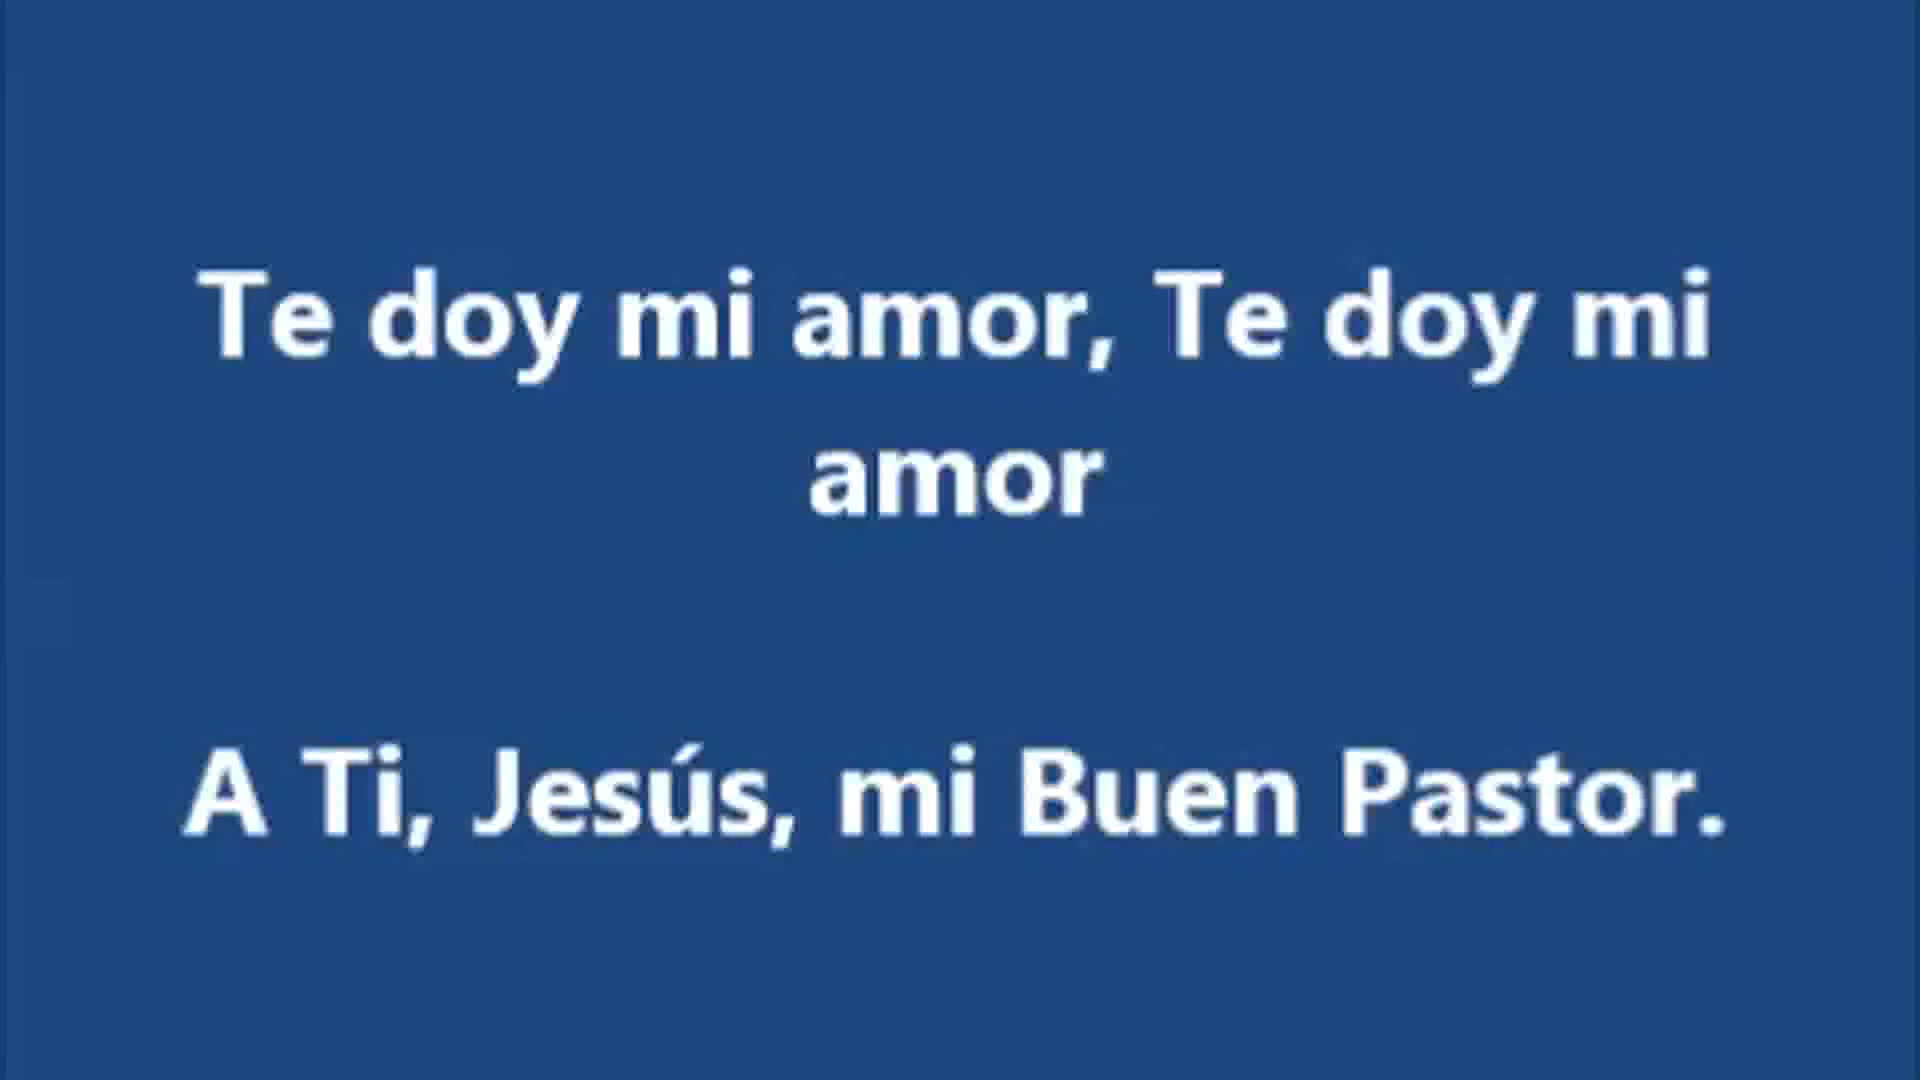 Te doy mi amor, Te doy mi
amor
A Ti, Jesús, mi Buen Pastor.